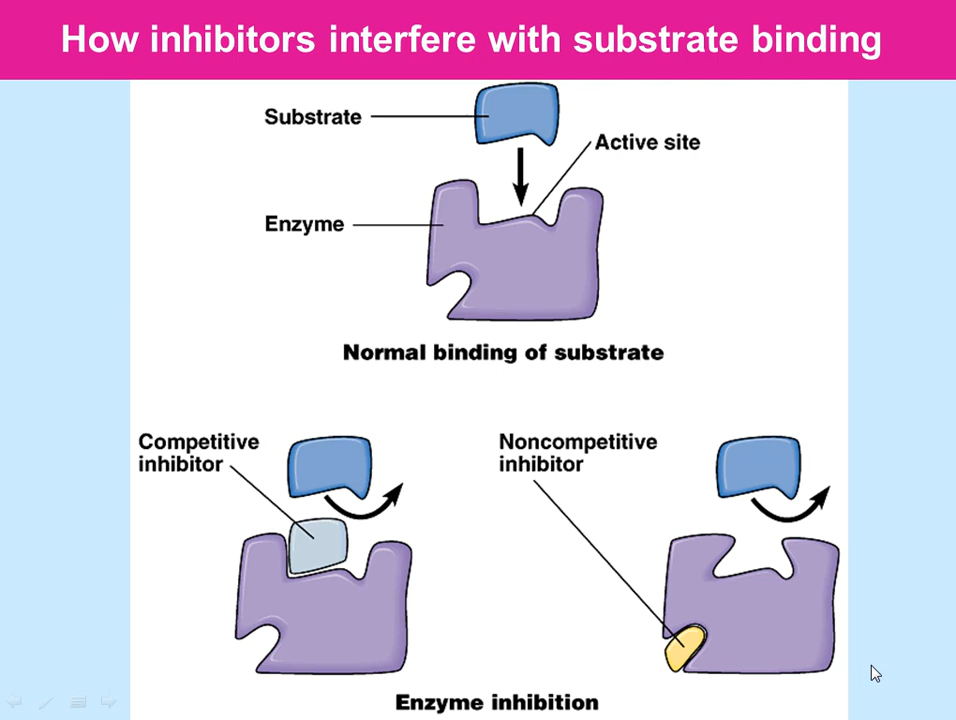 How inhibitors interfere with substrate binding
Substrate
Active site
Enzyme
Normal binding of substrate
Competitive
inhibitor
Noncompetitive
inhibitor
Enzyme inhibition